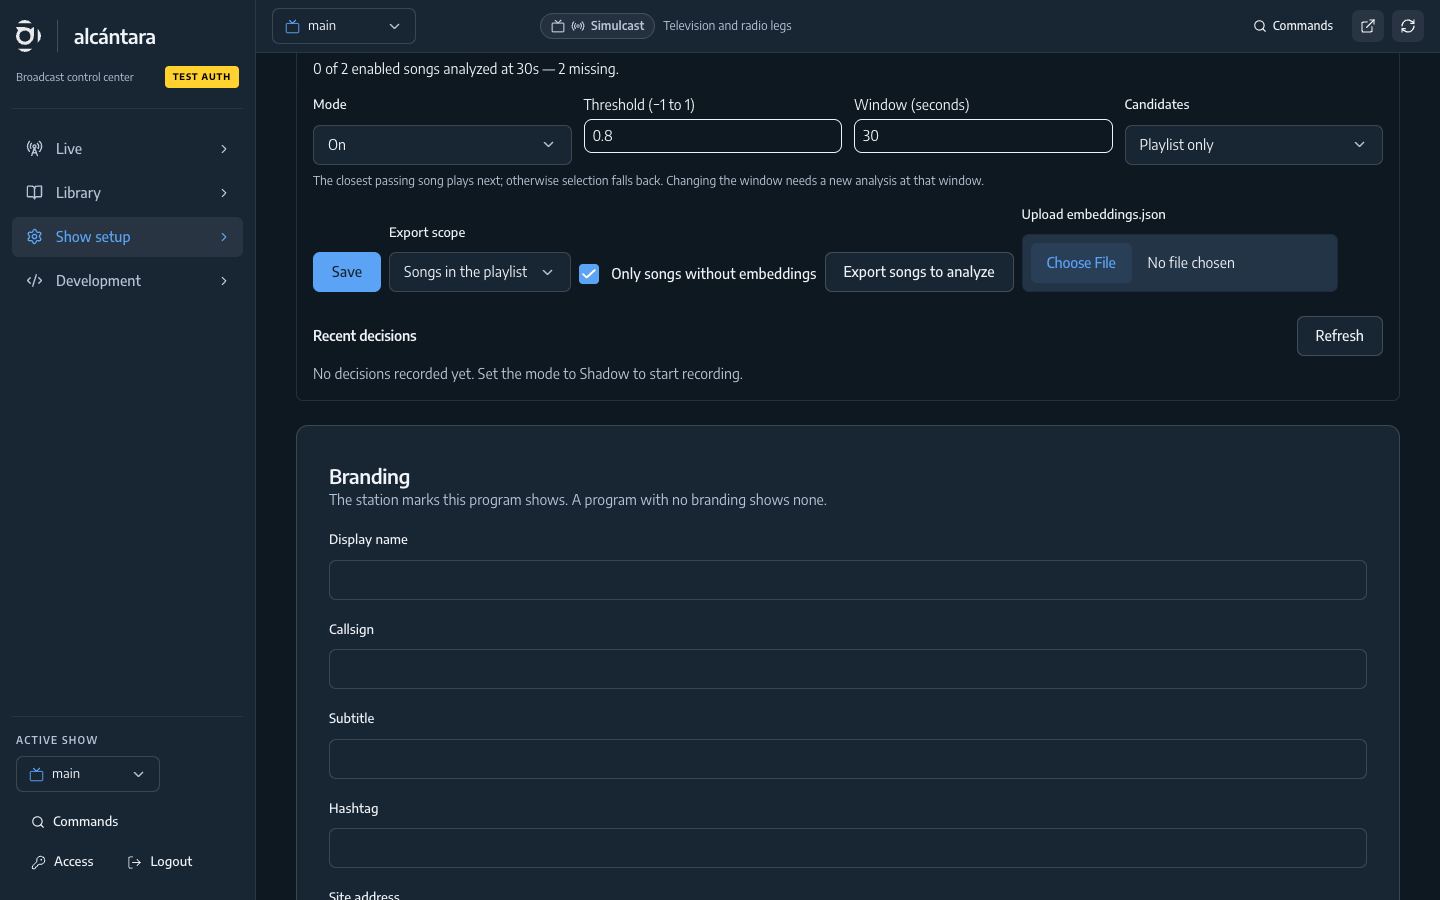 alcántara
Broadcast control center
TEST AUTH
Live
Library
Show setup
Development
ACTIVE SHOW
main
Commands
Access
Logout
main
Simulcast
Television and radio legs
Commands
0 of 2 enabled songs analyzed at 30s — 2 missing.
Mode
Threshold (−1 to 1)
Window (seconds)
Candidates
On
0.8
30
Playlist only
The closest passing song plays next; otherwise selection falls back. Changing the window needs a new analysis at that window.
Save
Export scope
Songs in the playlist
Only songs without embeddings
Export songs to analyze
Upload embeddings.json
Choose File
No file chosen
Recent decisions
Refresh
No decisions recorded yet. Set the mode to Shadow to start recording.
Branding
The station marks this program shows. A program with no branding shows none.
Display name
Callsign
Subtitle
Hashtag
Site address